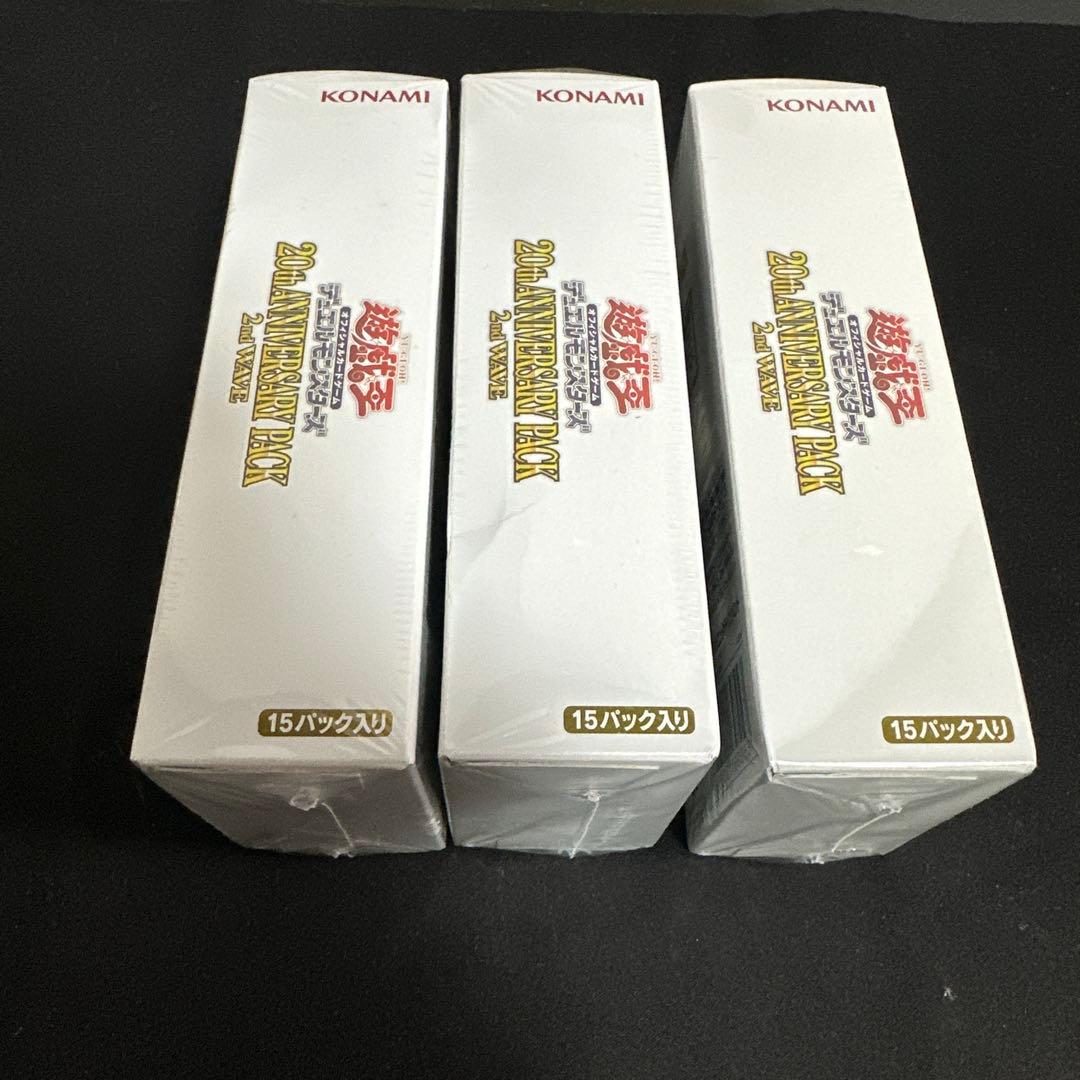 KONAMI
YU-GI-OH!
遊戯王
オフィシャルカードゲーム
デュエルモンスターズ
20th ANNIVERSARY PACK
2nd WAVE
15パック入り
KONAMI
YU-GI-OH!
遊戯王
オフィシャルカードゲーム
デュエルモンスターズ
20th ANNIVERSARY PACK
2nd WAVE
15パック入り
KONAMI
YU-GI-OH!
遊戯王
オフィシャルカードゲーム
デュエルモンスターズ
20th ANNIVERSARY PACK
2nd WAVE
15パック入り